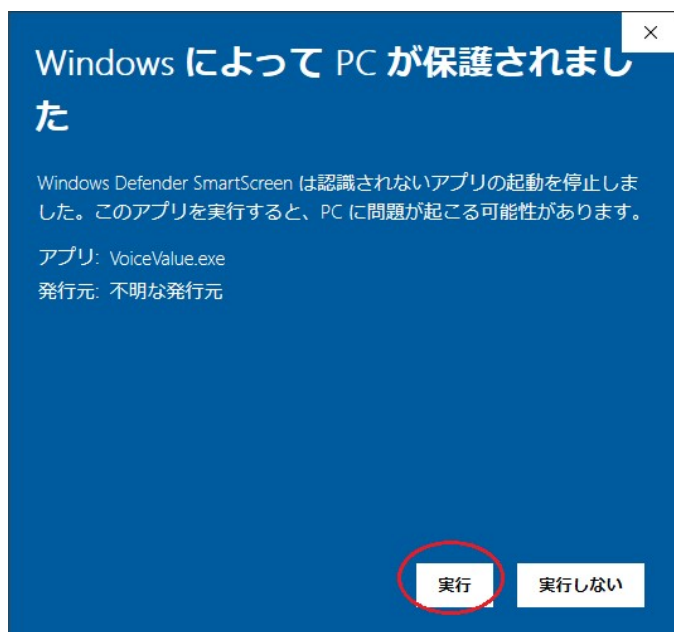 Windows によって PC が保護されまし
た
Windows Defender SmartScreen は認識されないアプリの起動を停止しま
した。このアプリを実行すると、PC に問題が起こる可能性があります。
アプリ: VoiceValue.exe
発行元: 不明な発行元
実行 実行しない